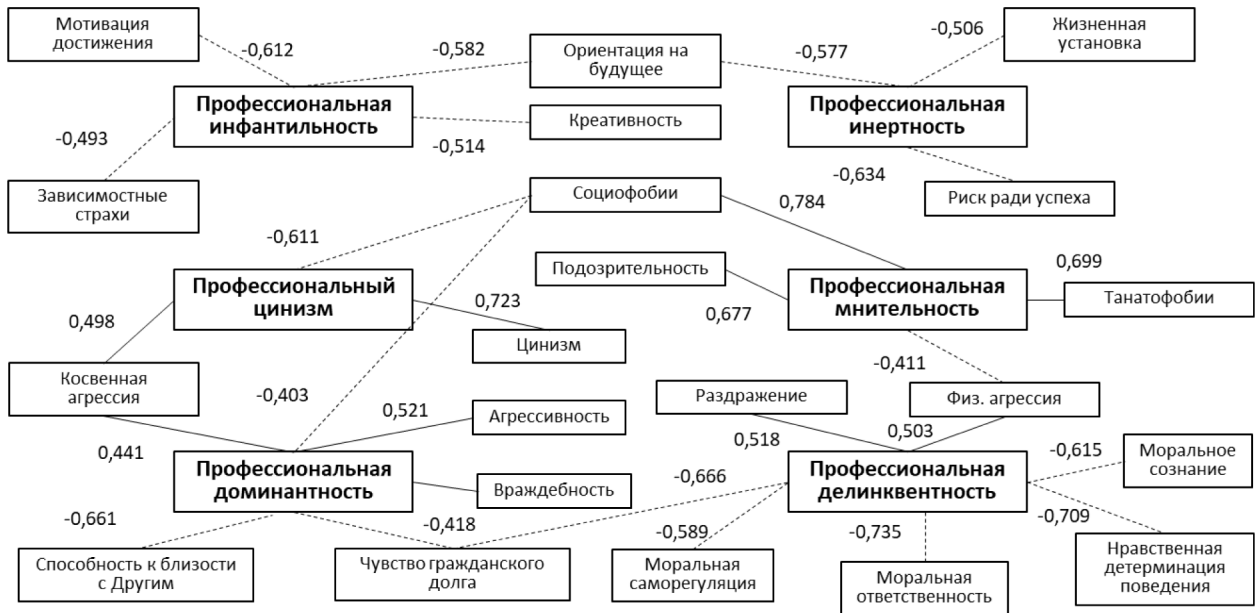 Мотивация
достижения
-0,612
-0,582
Ориентация на
будущее
-0,577
-0,506
Жизненная
установка
Профессиональная
инфантильность
Профессиональная
инертность
Креативность
-0,493
-0,514
-0,634
Зависимостные
страхи
Социофобии
Риск ради успеха
0,784
-0,611
Подозрительность
0,699
Профессиональный
цинизм
Профессиональная
мнительность
Танатофобии
0,723
0,677
0,498
Цинизм
-0,411
Косвенная
агрессия
-0,403
0,521
Агрессивность
Раздражение
Физ. агрессия
0,441
0,518
0,503
-0,615
Моральное
сознание
Профессиональная
доминантность
Враждебность
-0,666
Профессиональная
делинквентность
-0,661
-0,418
-0,589
-0,735
-0,709
Способность к близости
с Другим
Чувство гражданского
долга
Моральная
саморегуляция
Моральная
ответственность
Нравственная
детерминация
поведения